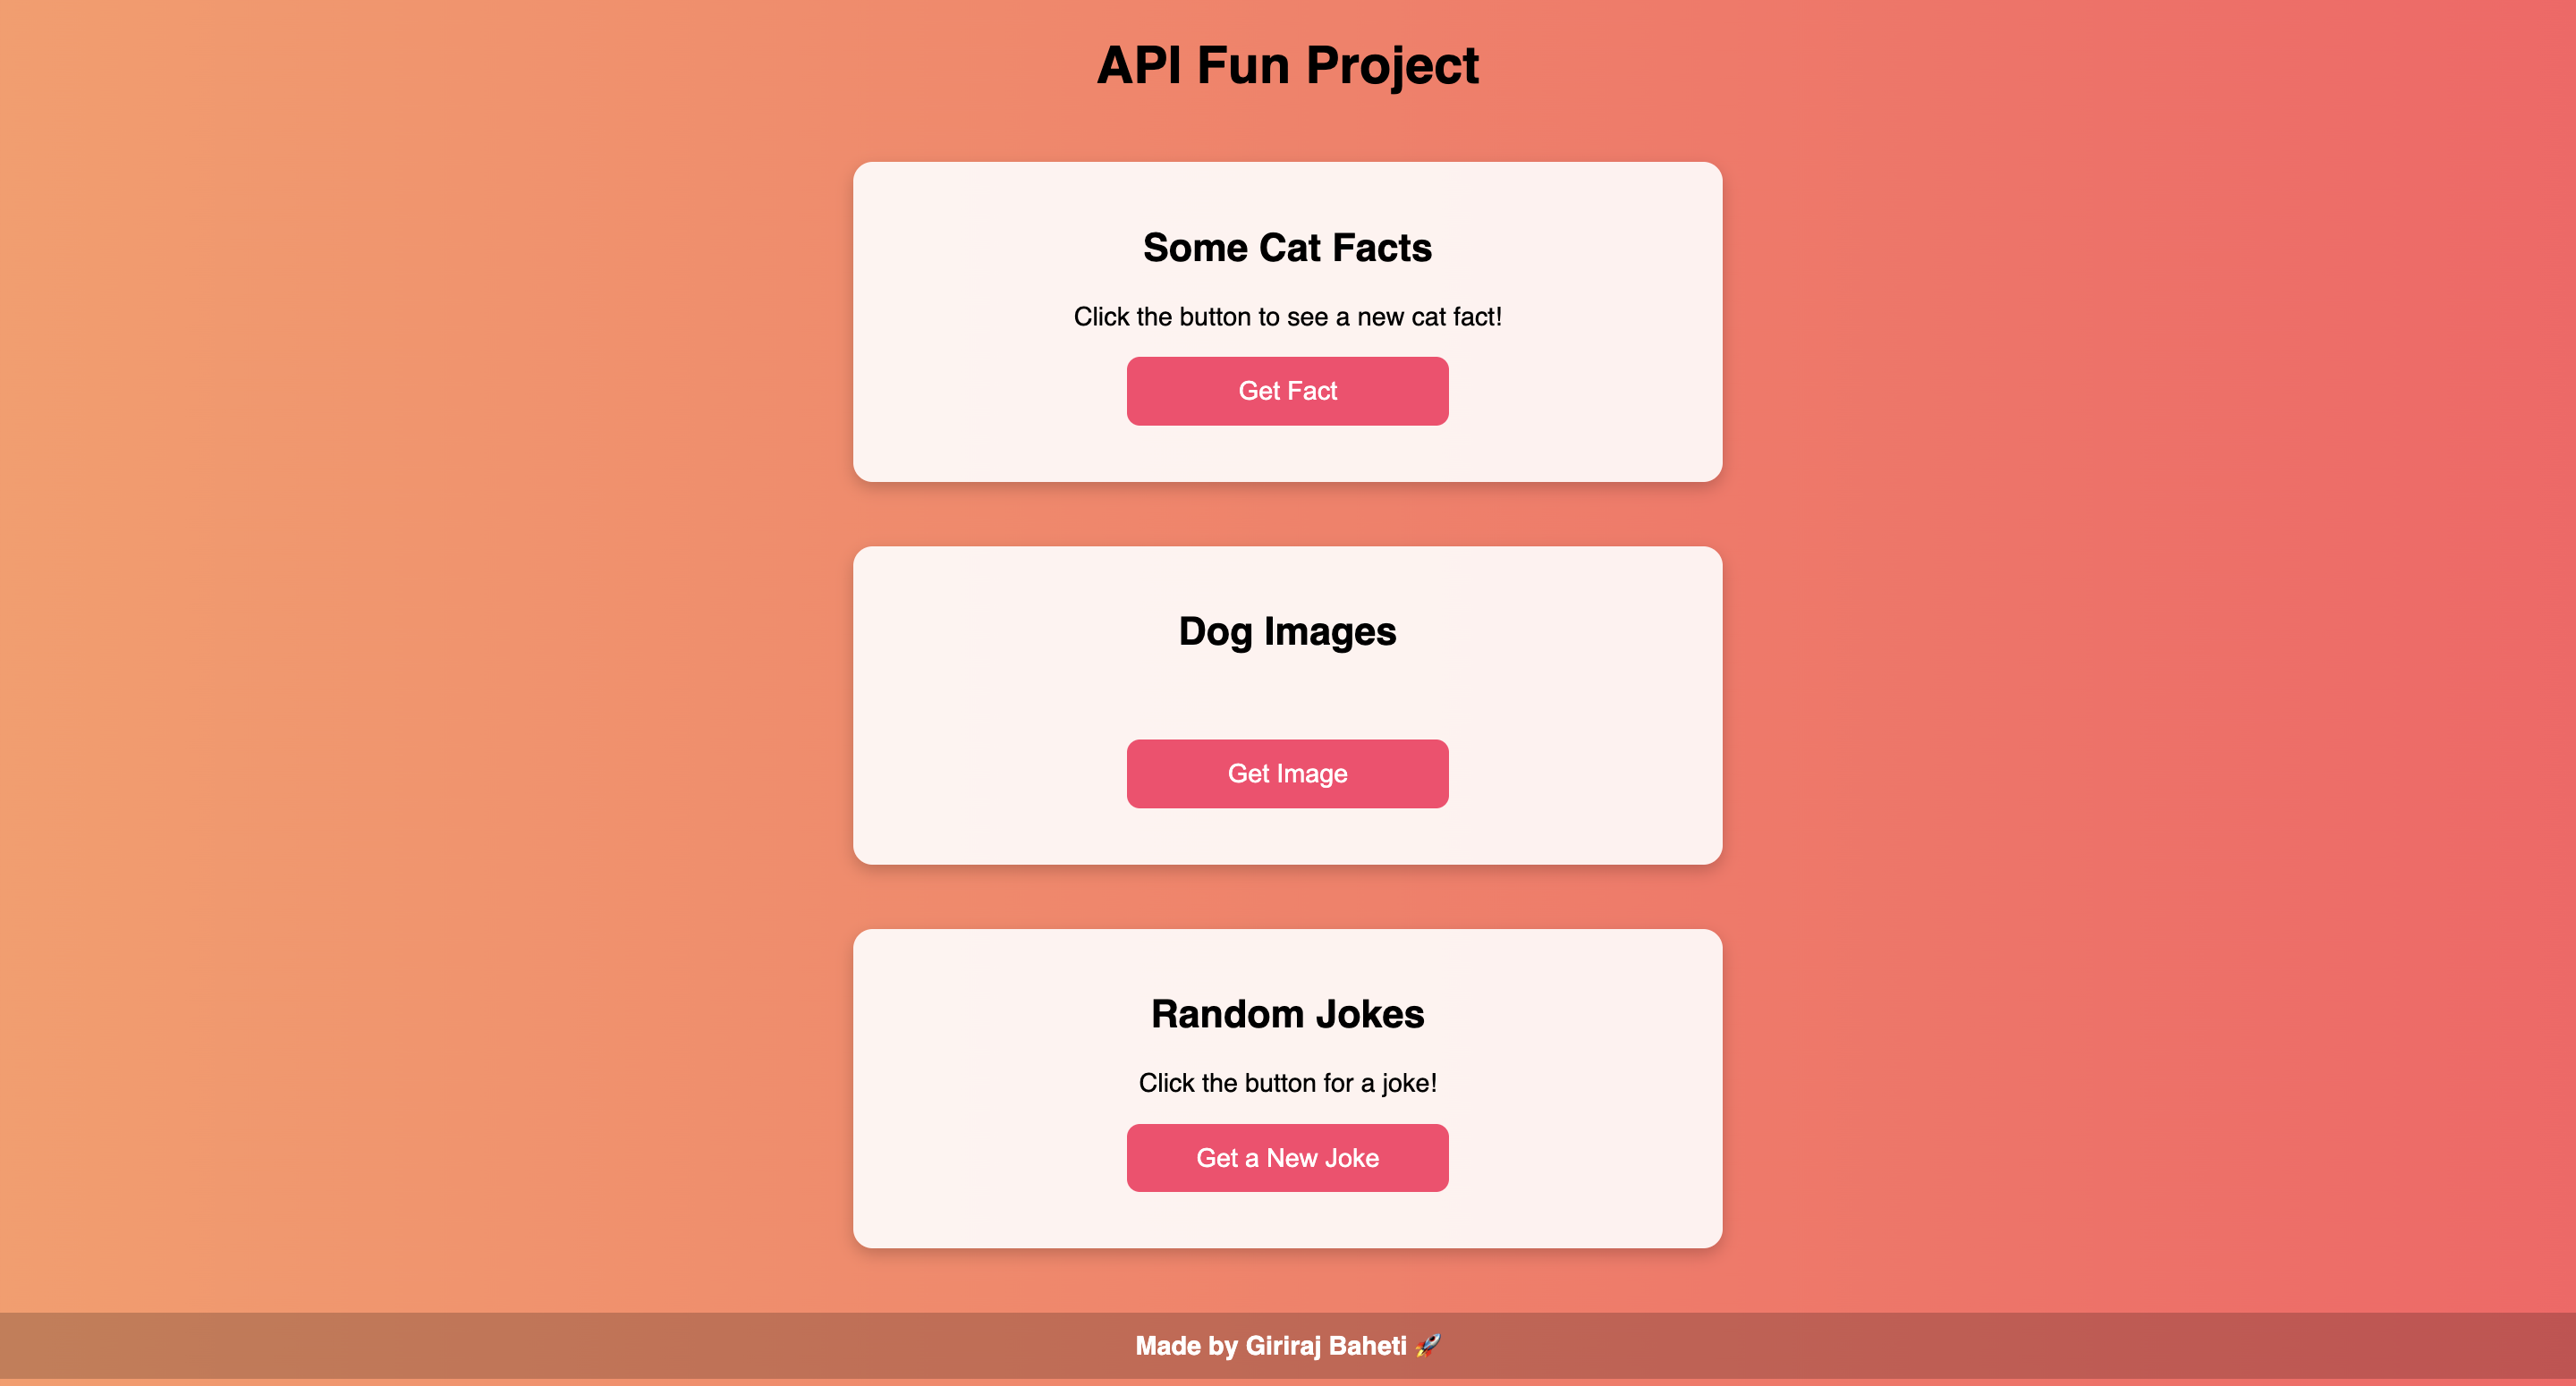 API Fun Project
Some Cat Facts
Click the button to see a new cat fact!
Get Fact
Dog Images
Get Image
Random Jokes
Click the button for a joke!
Get a New Joke
Made by Giriraj Baheti 🚀